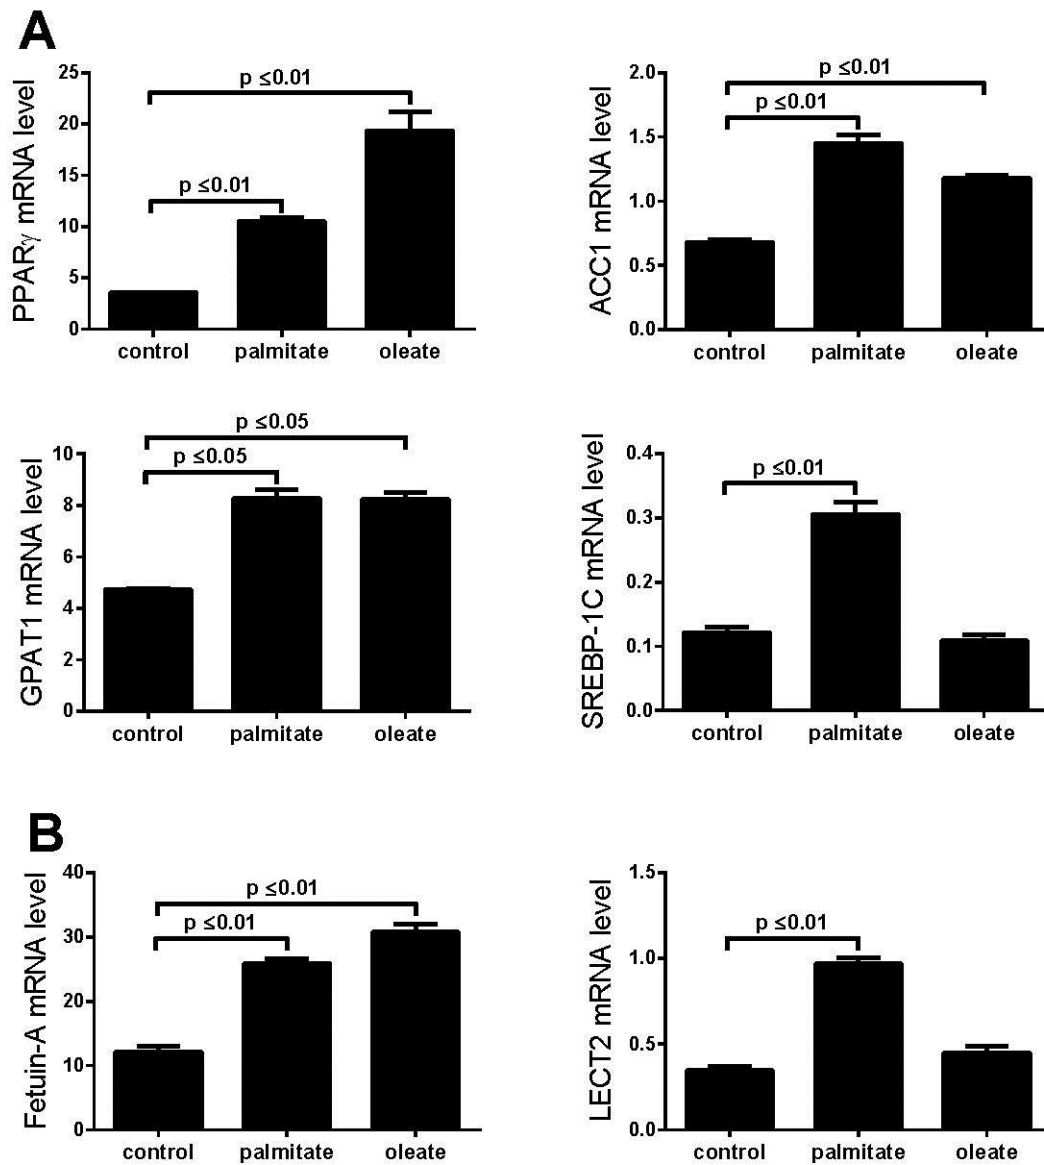 A
PPARγ mRNA level
25
20
15
10
5
0
p ≤0.01
p ≤0.01
control palmitate oleate
ACC1 mRNA level
2.0
1.5
1.0
0.5
0.0
p ≤0.01
p ≤0.01
control palmitate oleate
GPAT1 mRNA level
10
8
6
4
2
0
p ≤0.05
p ≤0.05
control palmitate oleate
SREBP-1C mRNA level
0.4
0.3
0.2
0.1
0.0
p ≤0.01
control palmitate oleate
B
Fetuin-A mRNA level
40
30
20
10
0
p ≤0.01
p ≤0.01
control palmitate oleate
LECT2 mRNA level
1.5
1.0
0.5
0.0
p ≤0.01
control palmitate oleate